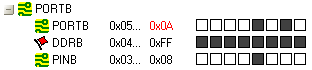 PORTB
PORTB 0x05... 0x0A
DDRB 0x04... 0xFF
PINB 0x03... 0x08